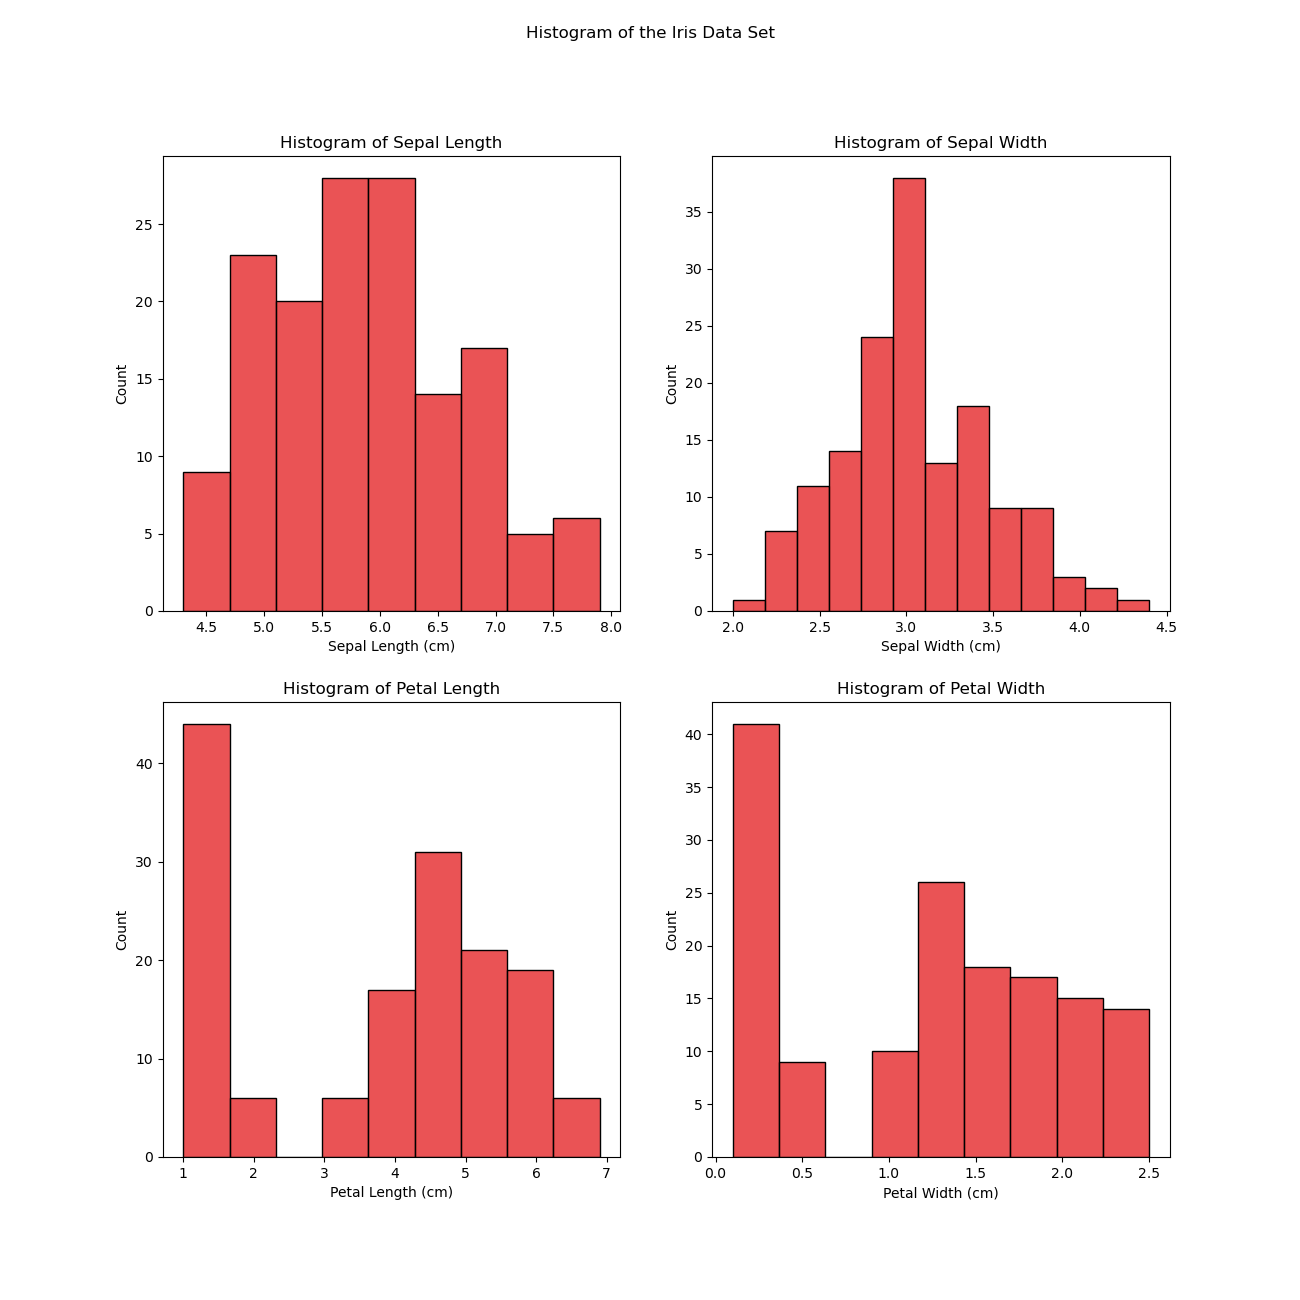 Histogram of the Iris Data Set
Histogram of Sepal Length
25
20
15
10
5
0
Count
4.5 5.0 5.5 6.0 6.5 7.0 7.5 8.0
Sepal Length (cm)
Histogram of Sepal Width
35
30
25
20
15
10
5
0
Count
2.0 2.5 3.0 3.5 4.0 4.5
Sepal Width (cm)
Histogram of Petal Length
40
30
20
10
0
Count
1 2 3 4 5 6 7
Petal Length (cm)
Histogram of Petal Width
40
35
30
25
20
15
10
5
0
Count
0.0 0.5 1.0 1.5 2.0 2.5
Petal Width (cm)